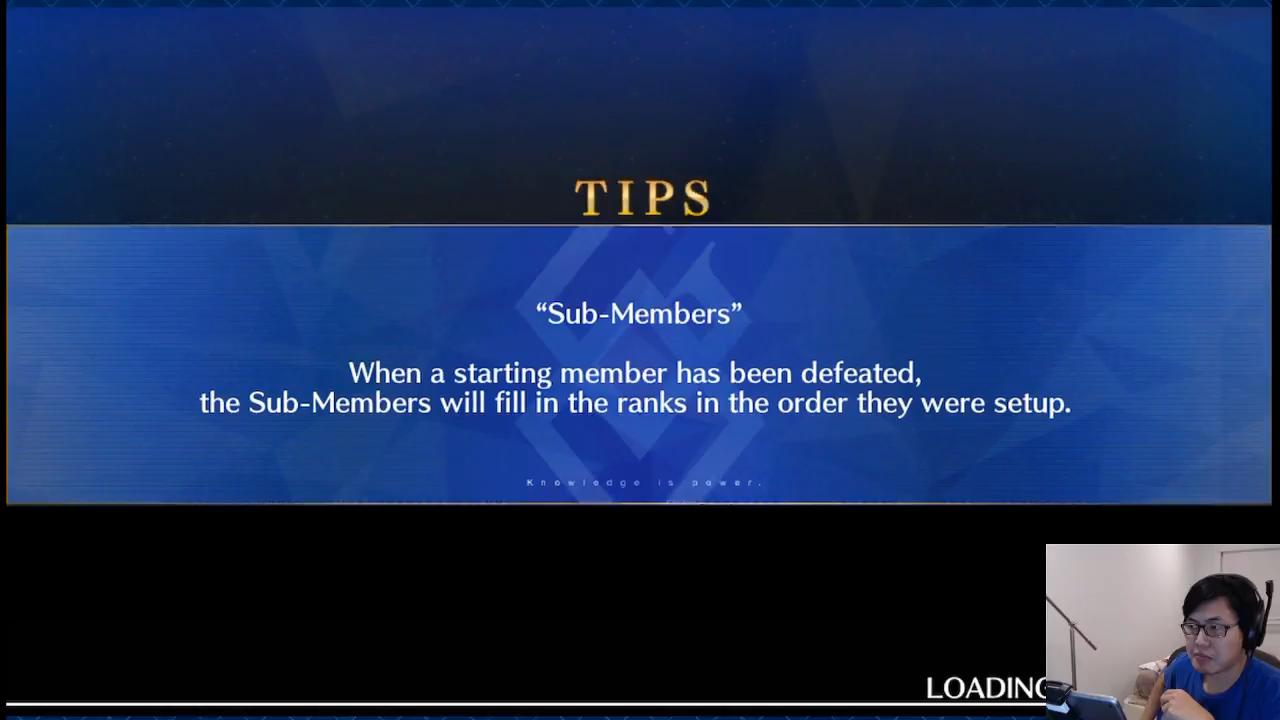 TIPS
“Sub-Members”
When a starting member has been defeated,
the Sub-Members will fill in the ranks in the order they were setup.
Knowledge is power.
LOADING